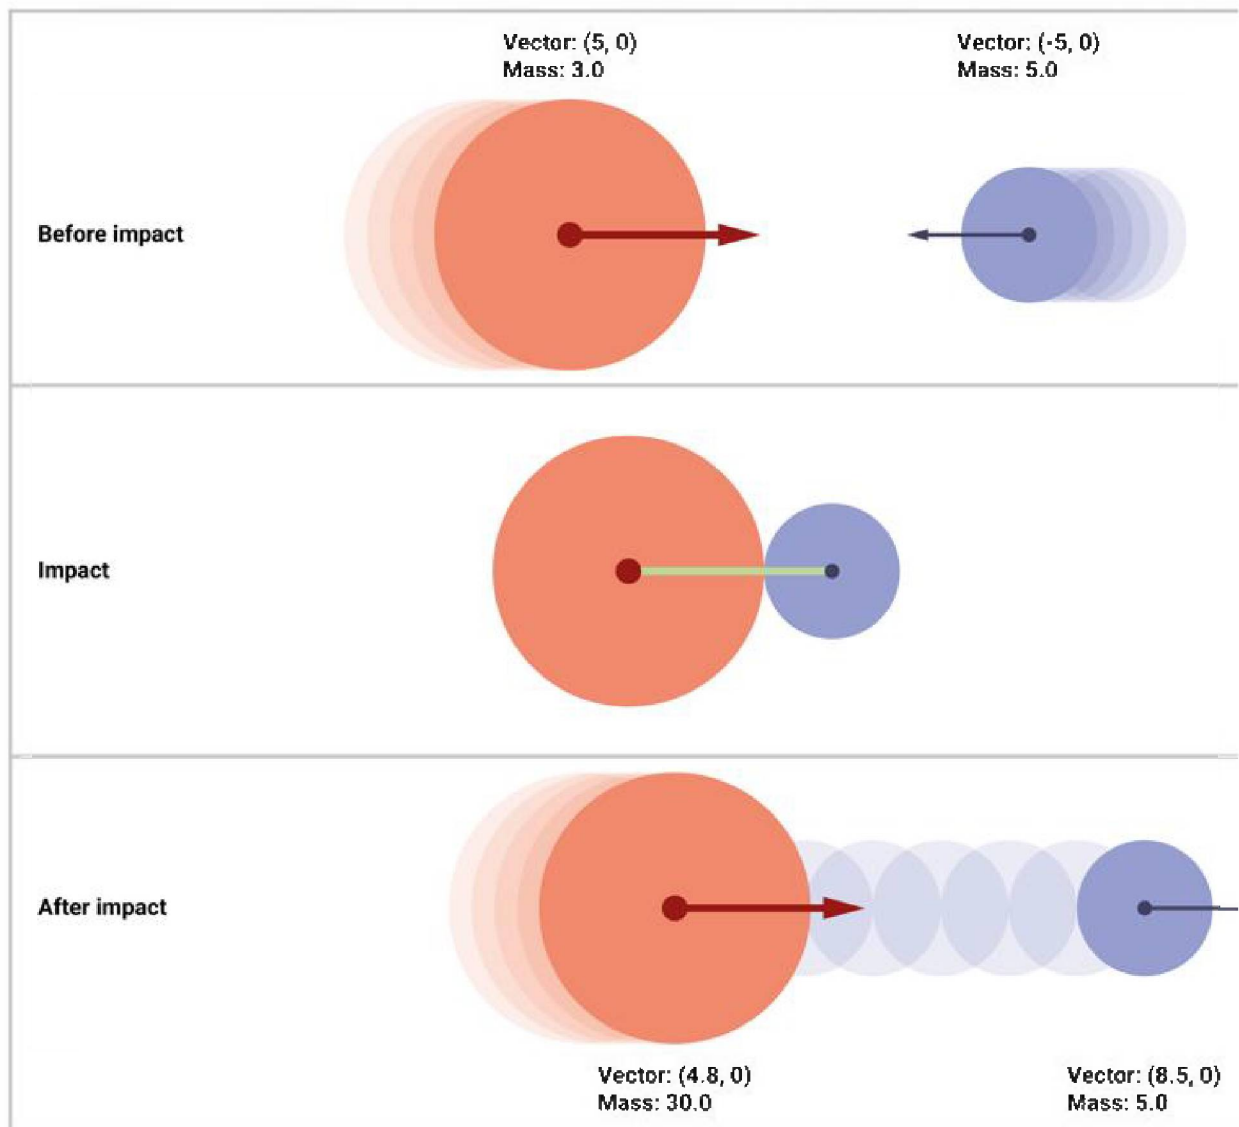 Vector: (5, 0)
Mass: 3.0
Vector: (-5, 0)
Mass: 5.0
Before impact
Impact
After impact
Vector: (4.8, 0)
Mass: 30.0
Vector: (8.5, 0)
Mass: 5.0